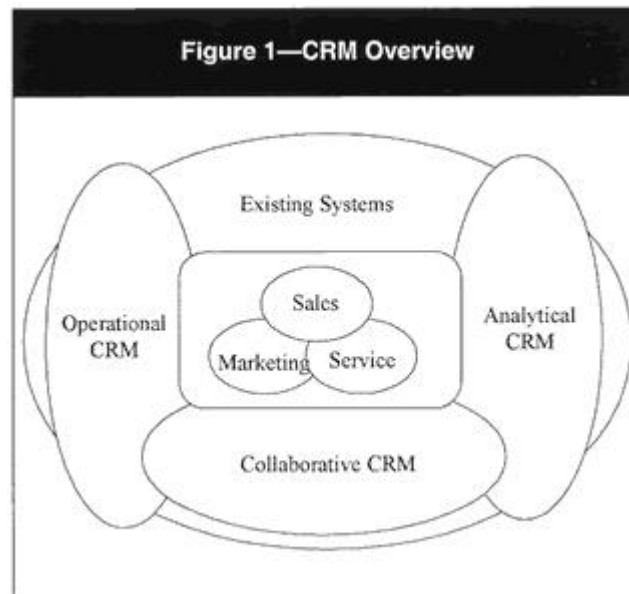 Figure 1—CRM Overview
Existing Systems
Sales
Operational
CRM
Analytical
CRM
Marketing
Service
Collaborative CRM